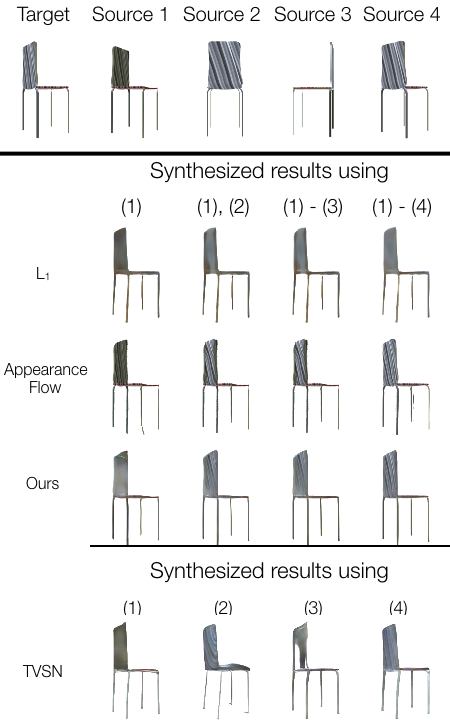 Target Source 1 Source 2 Source 3 Source 4
Synthesized results using
(1) (1), (2) (1) - (3) (1) - (4)
L₁
Appearance
Flow
Ours
Synthesized results using
(1) (2) (3) (4)
TVSN